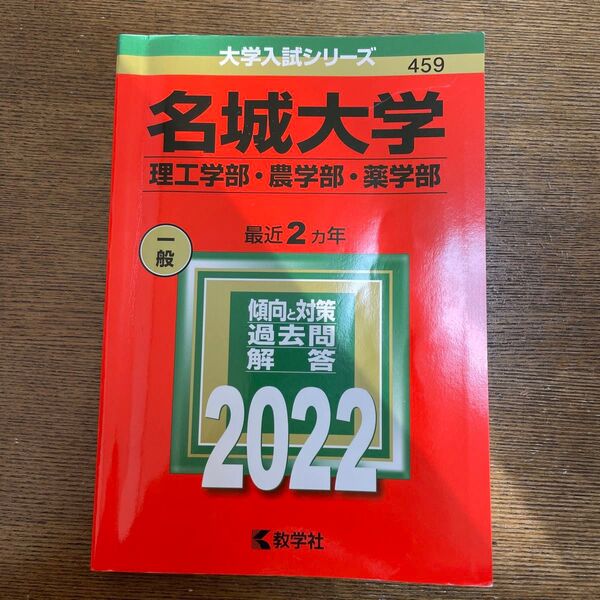 大学入試シリーズ
459
名城大学
理工学部・農学部・薬学部
最近2カ年
一般
傾向と対策
過去問
解答
2022
教学社